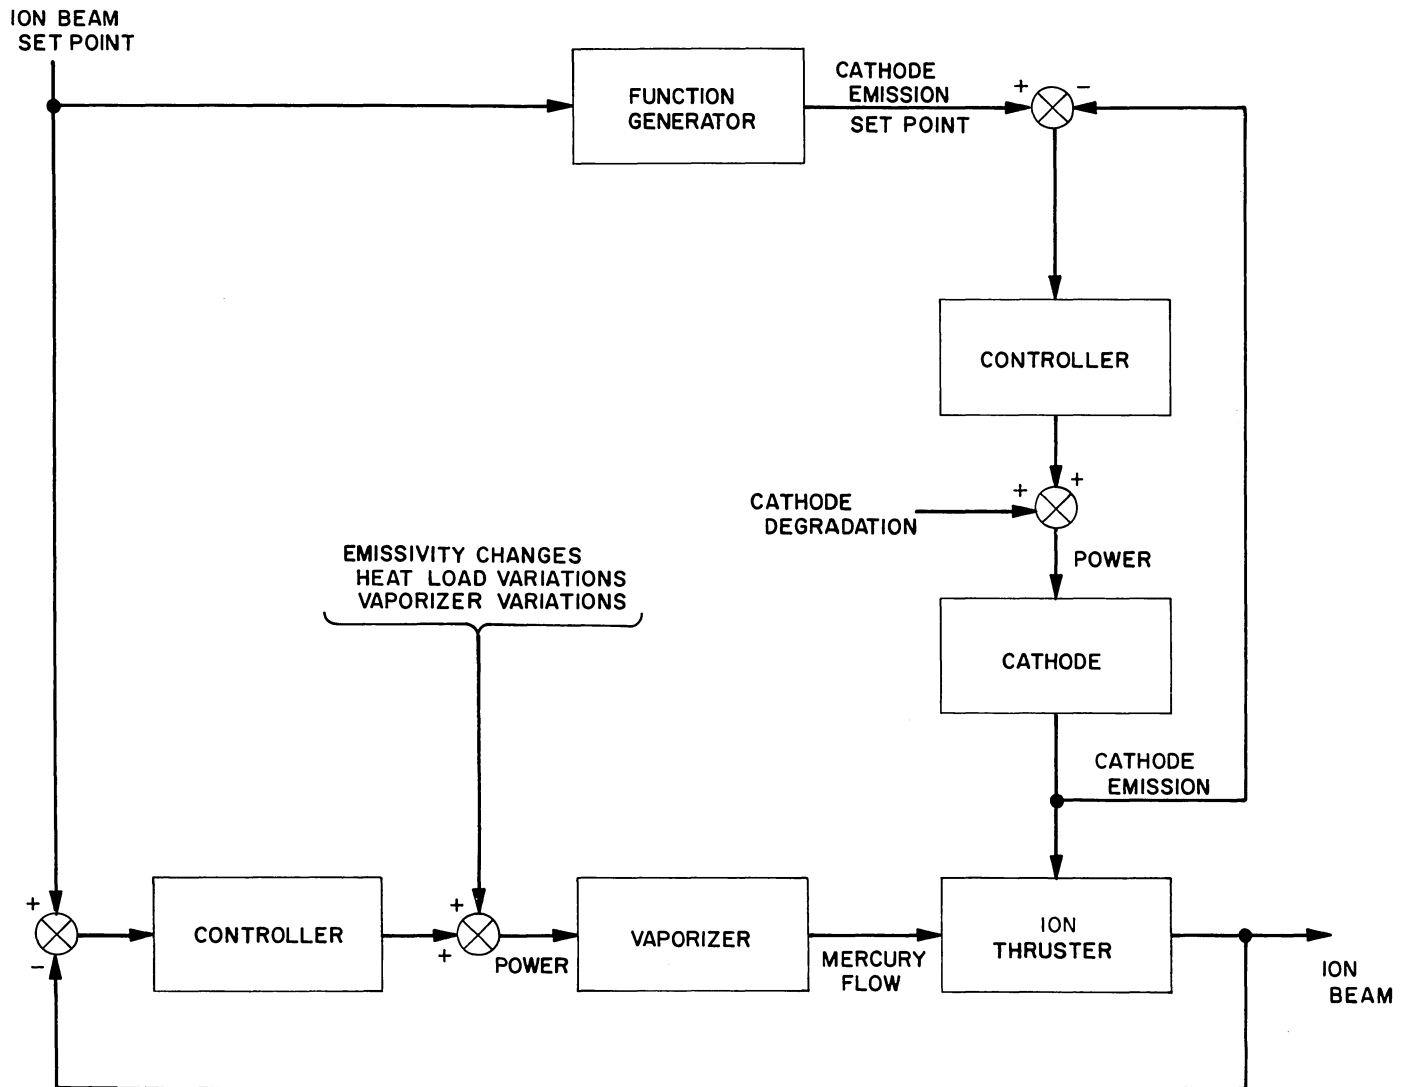 ION BEAM
SET POINT
FUNCTION
GENERATOR
CATHODE
EMISSION
SET POINT
+
-
CONTROLLER
+
+
CATHODE
DEGRADATION
POWER
EMISSIVITY CHANGES
HEAT LOAD VARIATIONS
VAPORIZER VARIATIONS
CATHODE
CATHODE
EMISSION
+
-
CONTROLLER
+
+
POWER
VAPORIZER
MERCURY
FLOW
ION
THRUSTER
ION
BEAM